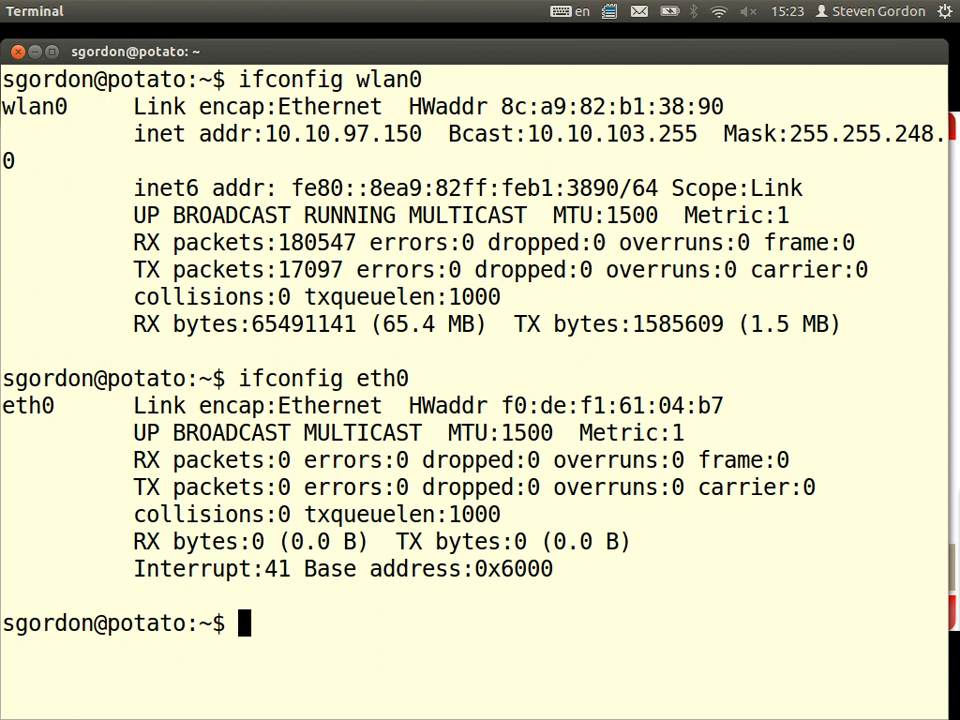 Terminal
en
15:23
Steven Gordon
sgordon@potato: ~
sgordon@potato:~$ ifconfig wlan0
wlan0     Link encap:Ethernet  HWaddr 8c:a9:82:b1:38:90
          inet addr:10.10.97.150  Bcast:10.10.103.255  Mask:255.255.248.
0
          inet6 addr: fe80::8ea9:82ff:feb1:3890/64 Scope:Link
          UP BROADCAST RUNNING MULTICAST  MTU:1500  Metric:1
          RX packets:180547 errors:0 dropped:0 overruns:0 frame:0
          TX packets:17097 errors:0 dropped:0 overruns:0 carrier:0
          collisions:0 txqueuelen:1000
          RX bytes:65491141 (65.4 MB)  TX bytes:1585609 (1.5 MB)

sgordon@potato:~$ ifconfig eth0
eth0      Link encap:Ethernet  HWaddr f0:de:f1:61:04:b7
          UP BROADCAST MULTICAST  MTU:1500  Metric:1
          RX packets:0 errors:0 dropped:0 overruns:0 frame:0
          TX packets:0 errors:0 dropped:0 overruns:0 carrier:0
          collisions:0 txqueuelen:1000
          RX bytes:0 (0.0 B)  TX bytes:0 (0.0 B)
          Interrupt:41 Base address:0x6000

sgordon@potato:~$